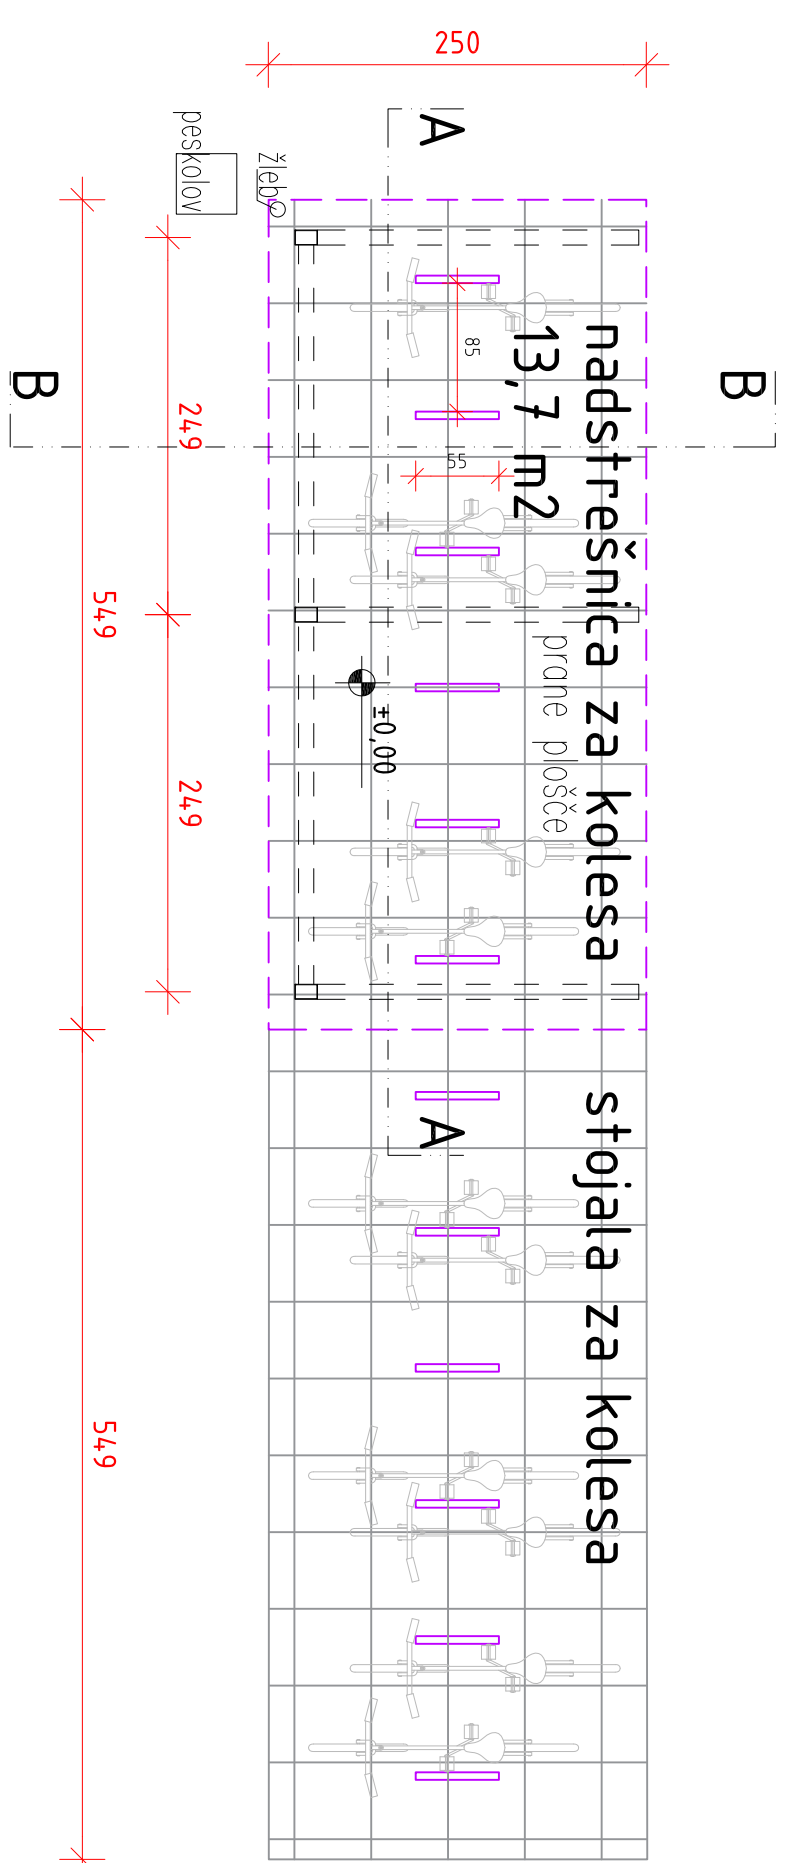 250
A
peskolov
žleb
nadstrešnica za kolesa
13,7 m2
85
55
B
B
249
549
249
prane plošče
±0,00
A
stojala za kolesa
549